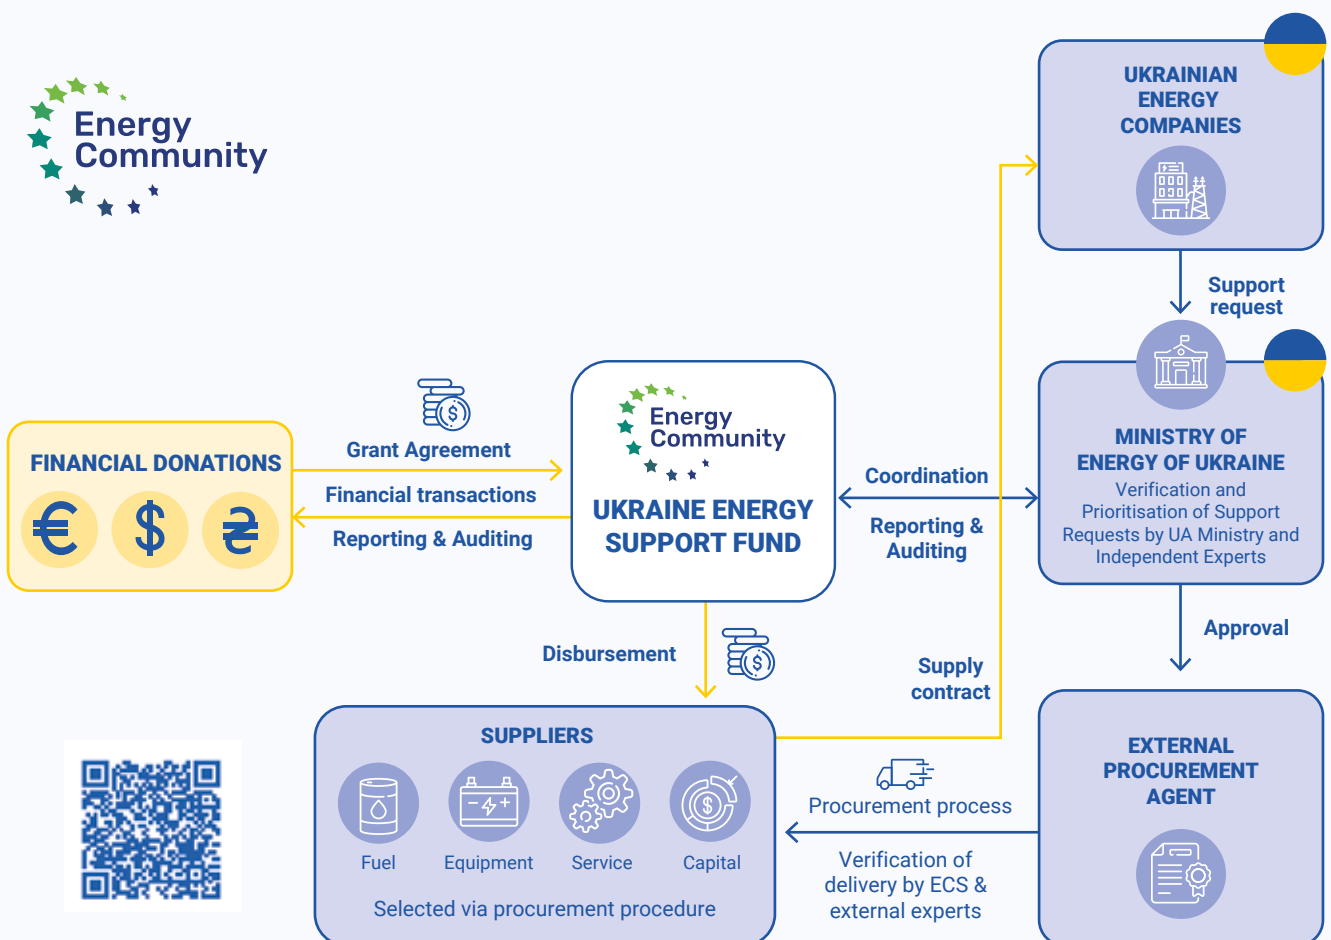 Energy
Community
UKRAINIAN
ENERGY
COMPANIES
Support
request
FINANCIAL DONATIONS
€ $ ₴
Grant Agreement
Financial transactions
Reporting & Auditing
Energy
Community
UKRAINE ENERGY
SUPPORT FUND
Coordination
Reporting &
Auditing
MINISTRY OF
ENERGY OF UKRAINE
Verification and
Prioritisation of Support
Requests by UA Ministry and
Independent Experts
Approval
Disbursement
Supply
contract
SUPPLIERS
Fuel
Equipment
Service
Capital
Selected via procurement procedure
Procurement process
Verification of
delivery by ECS &
external experts
EXTERNAL
PROCUREMENT
AGENT